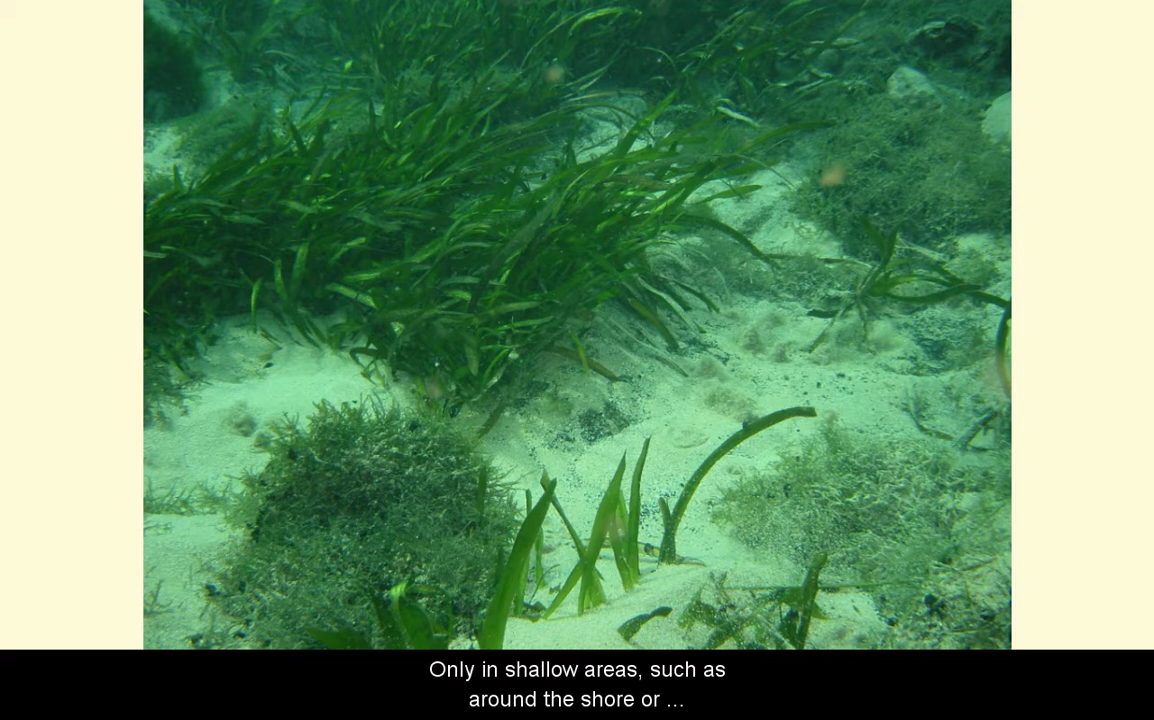 Only in shallow areas, such as
around the shore or ...